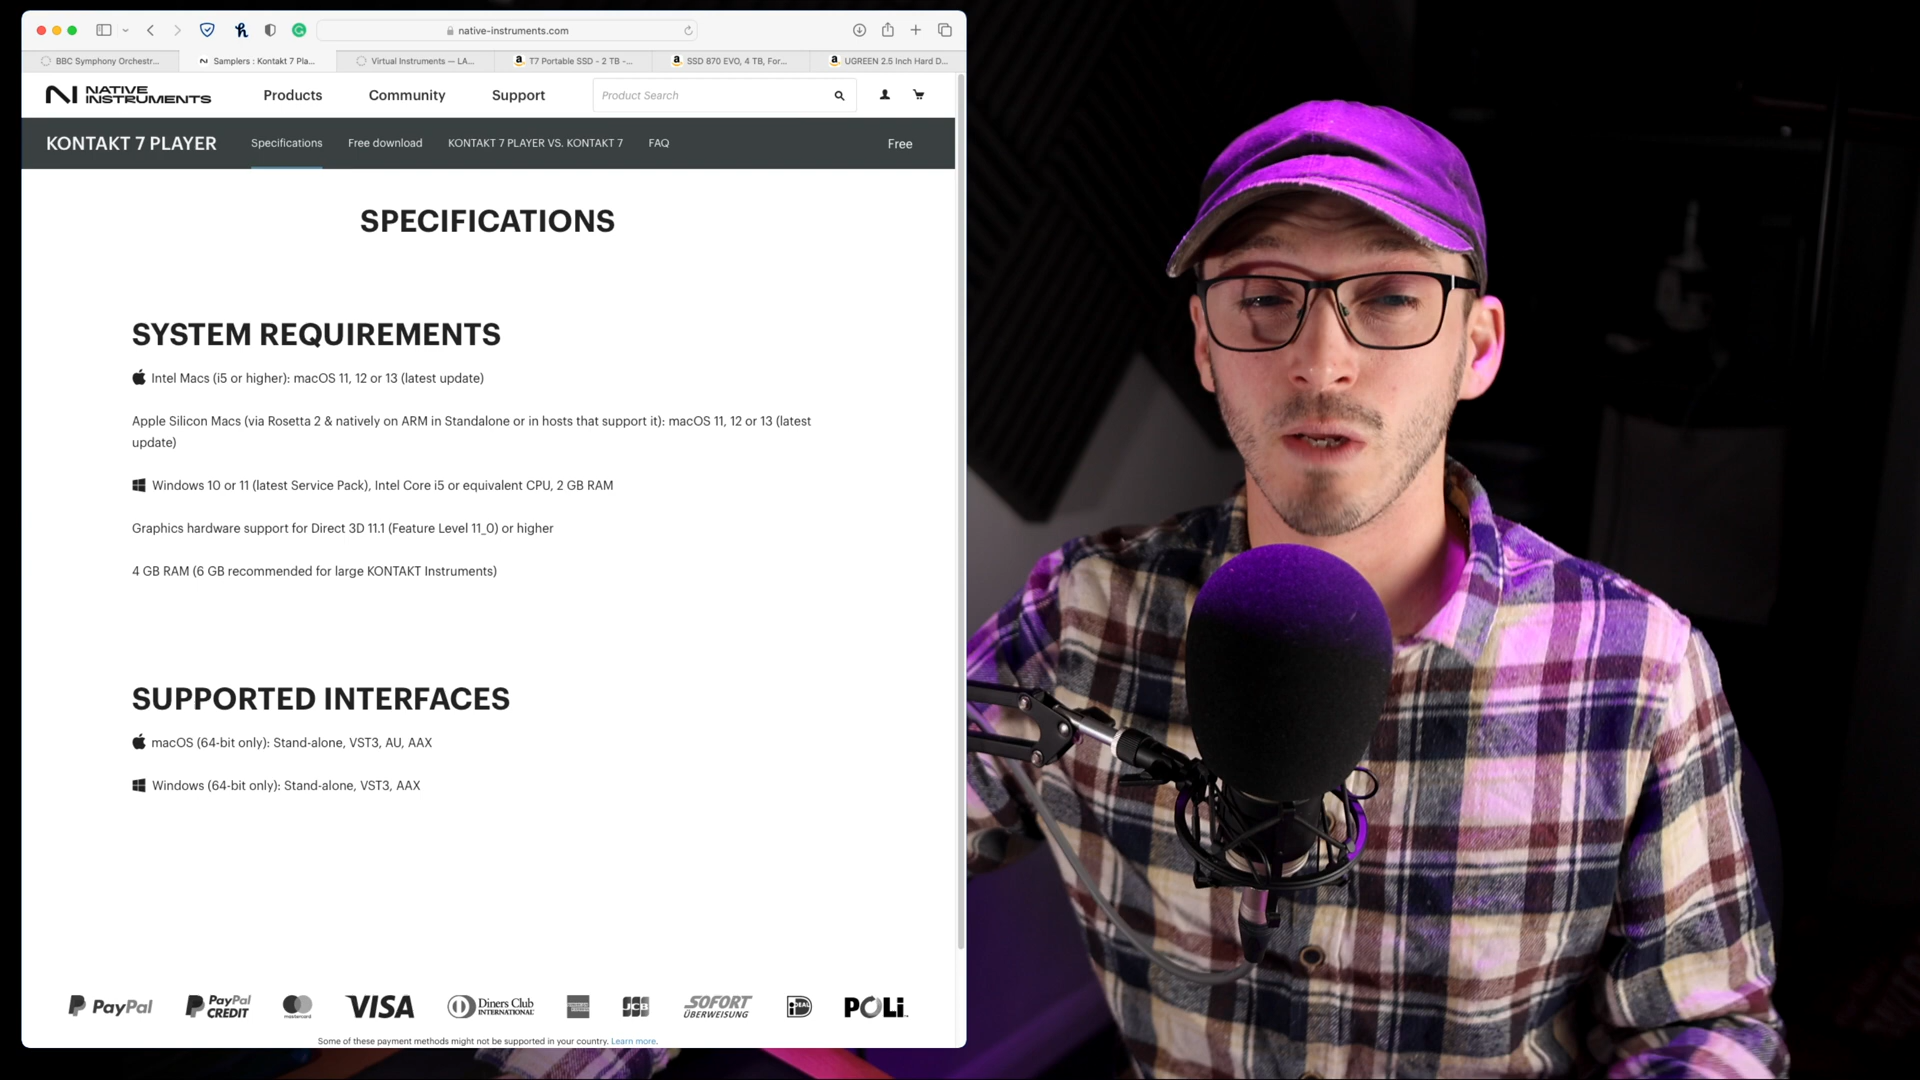 native-instruments.com
BBC Symphony Orchestr...
Samplers : Kontakt 7 Pla...
Virtual Instruments — LA...
T7 Portable SSD - 2 TB -...
SSD 870 EVO, 4 TB, For...
UGREEN 2.5 Inch Hard D...
NATIVE INSTRUMENTS
Products
Community
Support
Product Search
KONTAKT 7 PLAYER
Specifications
Free download
KONTAKT 7 PLAYER VS. KONTAKT 7
FAQ
Free
SPECIFICATIONS
SYSTEM REQUIREMENTS
Intel Macs (i5 or higher): macOS 11, 12 or 13 (latest update)
Apple Silicon Macs (via Rosetta 2 & natively on ARM in Standalone or in hosts that support it): macOS 11, 12 or 13 (latest
update)
Windows 10 or 11 (latest Service Pack), Intel Core i5 or equivalent CPU, 2 GB RAM
Graphics hardware support for Direct 3D 11.1 (Feature Level 11_0) or higher
4 GB RAM (6 GB recommended for large KONTAKT Instruments)
SUPPORTED INTERFACES
macOS (64-bit only): Stand-alone, VST3, AU, AAX
Windows (64-bit only): Stand-alone, VST3, AAX
PayPal
PayPal CREDIT
mastercard
VISA
Diners Club INTERNATIONAL
JCB
SOFORT ÜBERWEISUNG
iDEAL
POLi
Some of these payment methods might not be supported in your country. Learn more.